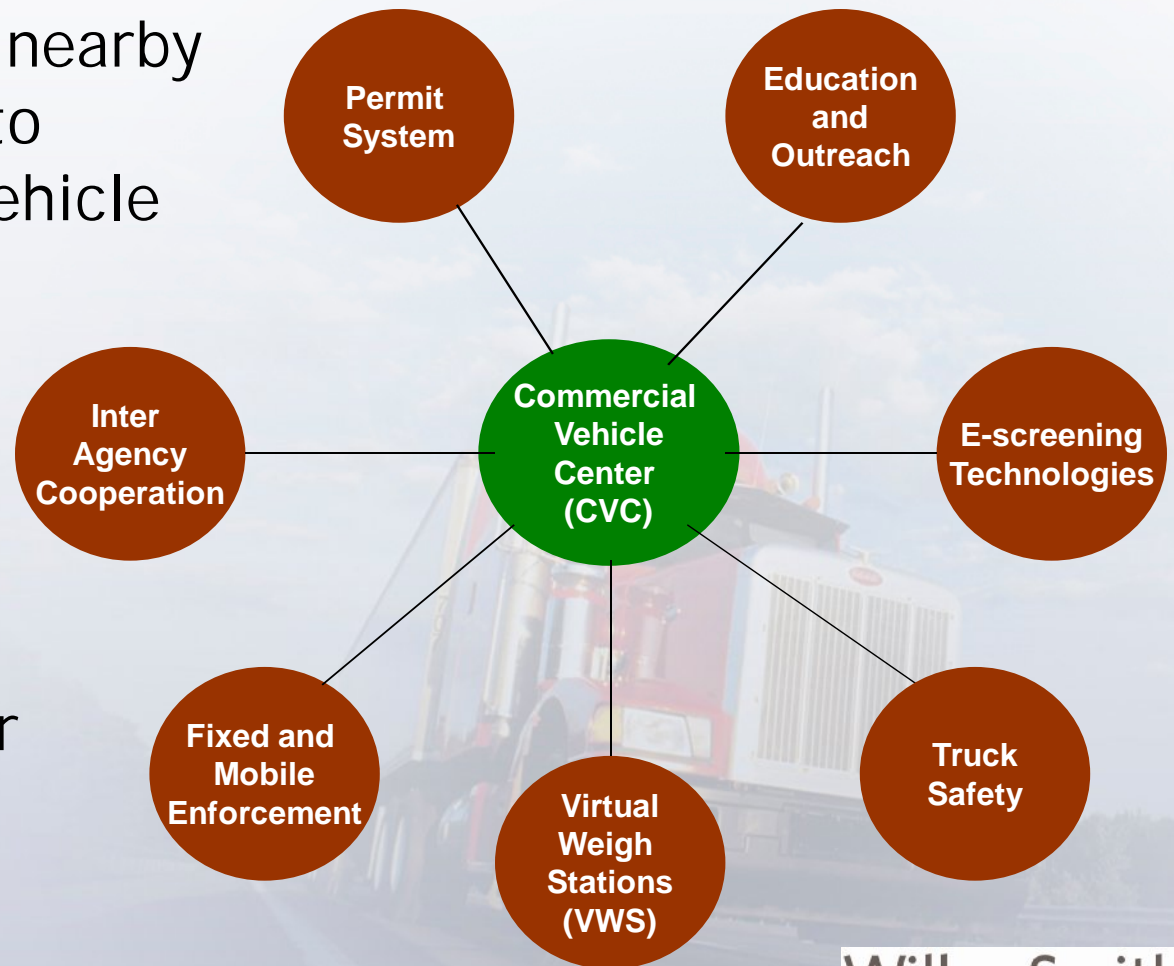 nearby
to
ehicle
r
Permit
System
Education
and
Outreach
Inter
Agency
Cooperation
Commercial
Vehicle
Center
(CVC)
E-screening
Technologies
Fixed and
Mobile
Enforcement
Virtual
Weigh
Stations
(VWS)
Truck
Safety